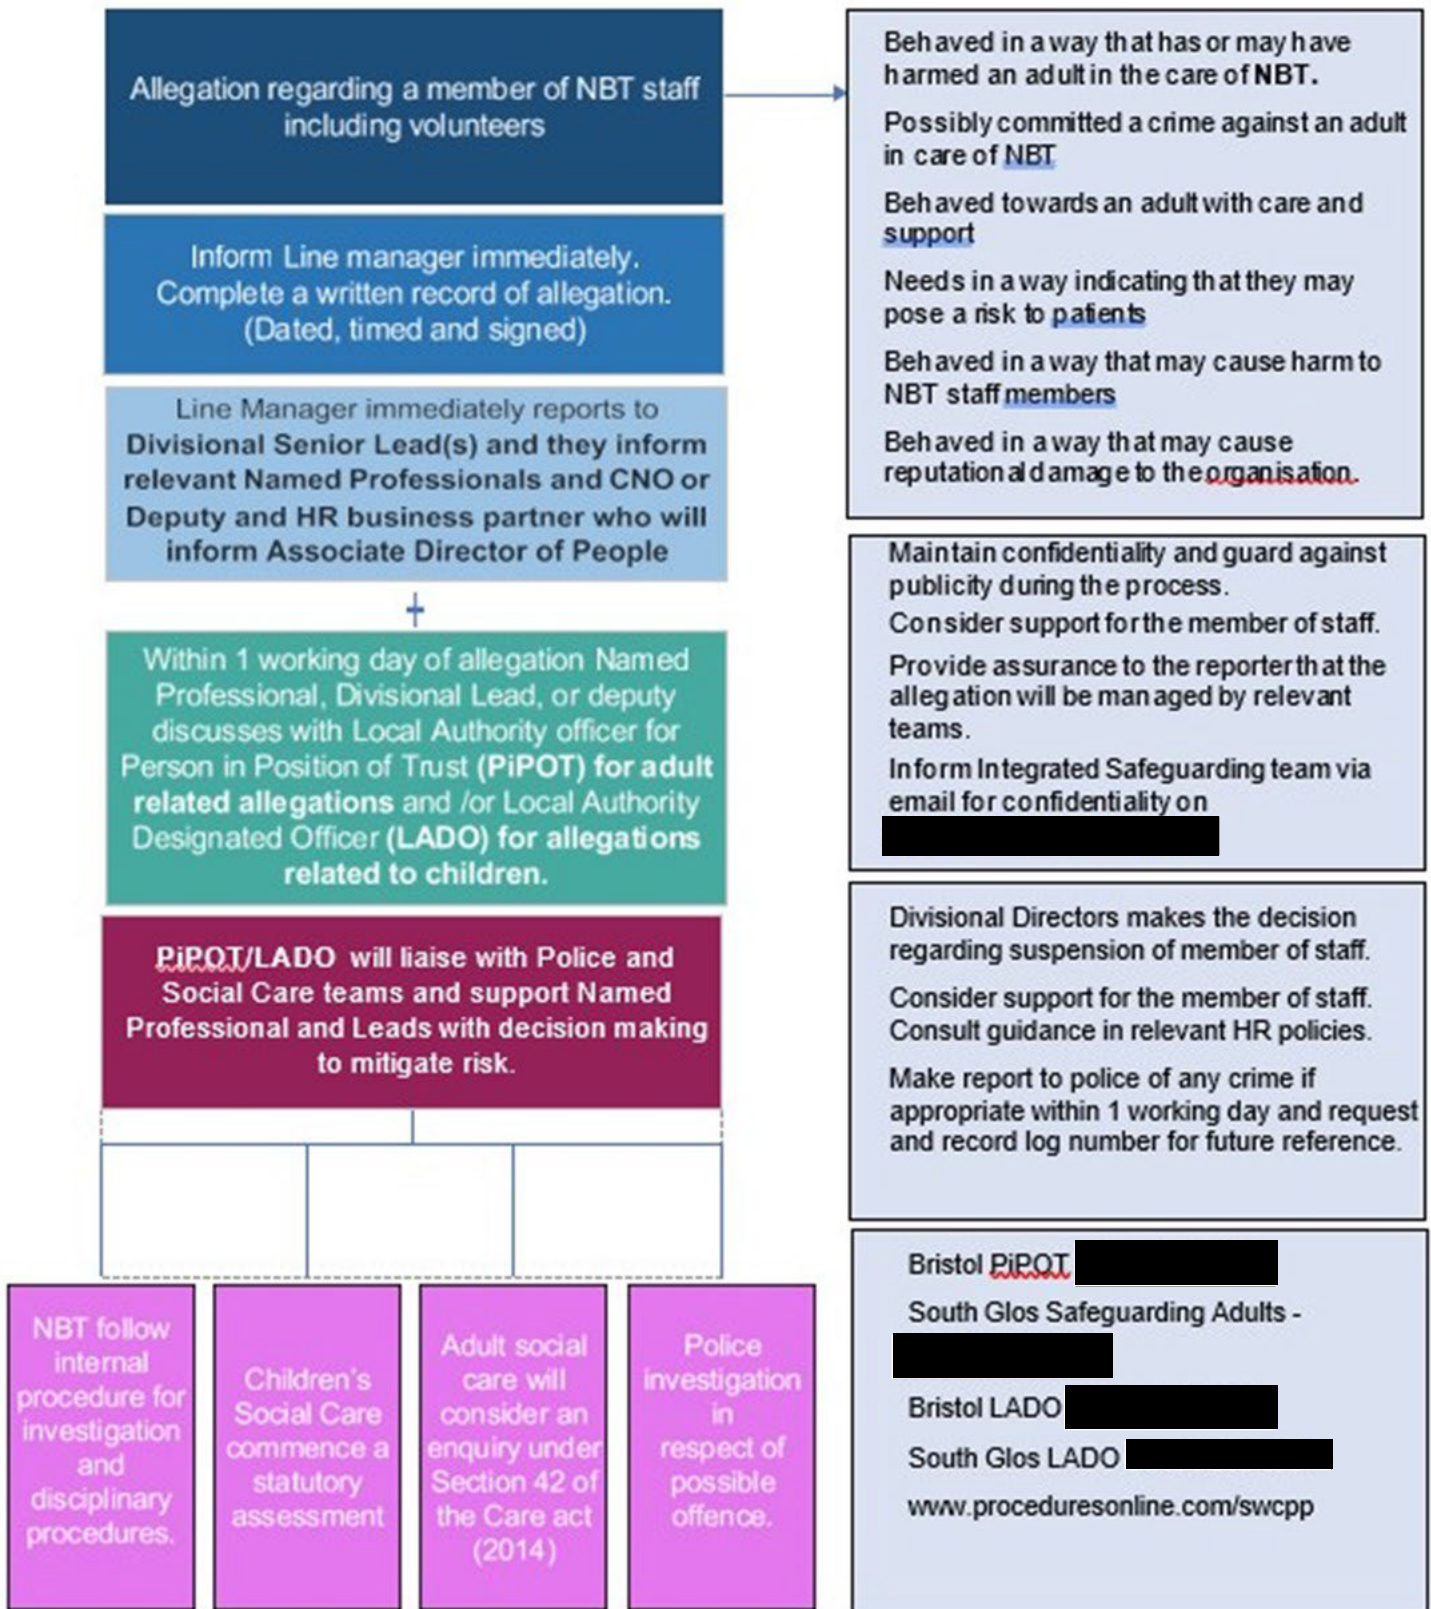 Allegation regarding a member of NBT staff
including volunteers
Inform Line manager immediately.
Complete a written record of allegation.
(Dated, timed and signed)
Line Manager immediately reports to
Divisional Senior Lead(s) and they inform
relevant Named Professionals and CNO or
Deputy and HR business partner who will
inform Associate Director of People
Within 1 working day of allegation Named
Professional, Divisional Lead, or deputy
discusses with Local Authority officer for
Person in Position of Trust (PiPOT) for adult
related allegations and /or Local Authority
Designated Officer (LADO) for allegations
related to children.
PiPOT/LADO will liaise with Police and
Social Care teams and support Named
Professional and Leads with decision making
to mitigate risk.
NBT follow
internal
procedure for
investigation
and
disciplinary
procedures.
Children's
Social Care
commence a
statutory
assessment
Adult social
care will
consider an
enquiry under
Section 42 of
the Care act
(2014)
Police
investigation
in
respect of
possible
offence.
Behaved in a way that has or may have
harmed an adult in the care of NBT.
Possibly committed a crime against an adult
in care of NBT
Behaved towards an adult with care and
support
Needs in a way indicating that they may
pose a risk to patients
Behaved in a way that may cause harm to
NBT staff members
Behaved in a way that may cause
reputational damage to the organisation.
Maintain confidentiality and guard against
publicity during the process.
Consider support for the member of staff.
Provide assurance to the reporter that the
allegation will be managed by relevant
teams.
Inform Integrated Safeguarding team via
email for confidentiality on
Divisional Directors makes the decision
regarding suspension of member of staff.
Consider support for the member of staff.
Consult guidance in relevant HR policies.
Make report to police of any crime if
appropriate within 1 working day and request
and record log number for future reference.
Bristol PiPOT
South Glos Safeguarding Adults -
Bristol LADO
South Glos LADO
www.proceduresonline.com/swcpp